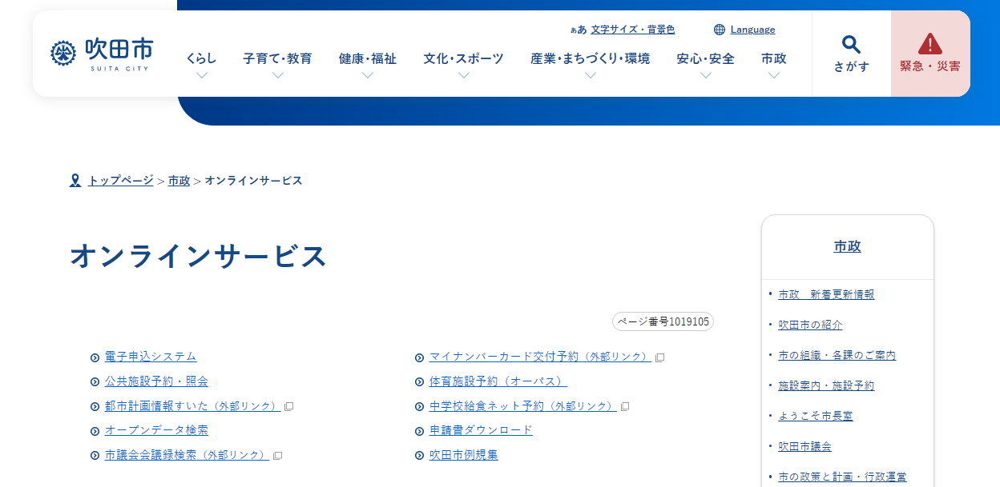 ぁあ 文字サイズ・背景色 Language
吹田市
SUITA CITY
くらし 子育て・教育 健康・福祉 文化・スポーツ 産業・まちづくり・環境 安心・安全 市政
さがす
緊急・災害
トップページ > 市政 > オンラインサービス
オンラインサービス
ページ番号1019105
電子申込システム
マイナンバーカード交付予約（外部リンク）
公共施設予約・照会
体育施設予約（オーパス）
都市計画情報すいた（外部リンク）
中学校給食ネット予約（外部リンク）
オープンデータ検索
申請書ダウンロード
市議会会議録検索（外部リンク）
吹田市例規集
市政
市政　新着更新情報
吹田市の紹介
市の組織・各課のご案内
施設案内・施設予約
ようこそ市長室
吹田市議会
市の政策と計画・行政運営